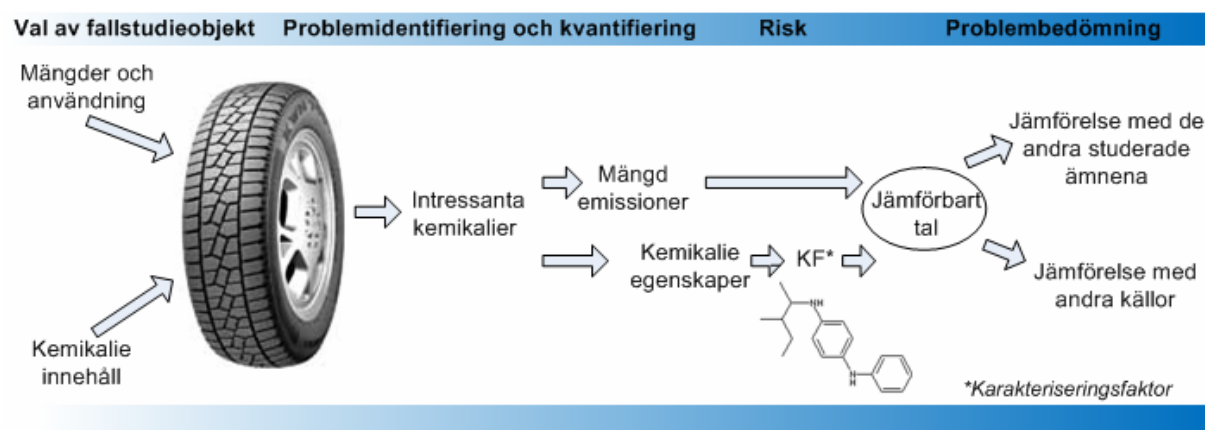 Val av fallstudieobjekt Problemidentifiering och kvantifiering Risk Problembedömning
Mängder och
användning
Kemikalie
innehåll
Intressanta
kemikalier
Mängd
emissioner
Kemikalie
egenskaper
KF*
NH
N
H
Jämförbart
tal
Jämförelse med de
andra studerade
ämnena
Jämförelse med
andra källor
*Karakteriseringsfaktor